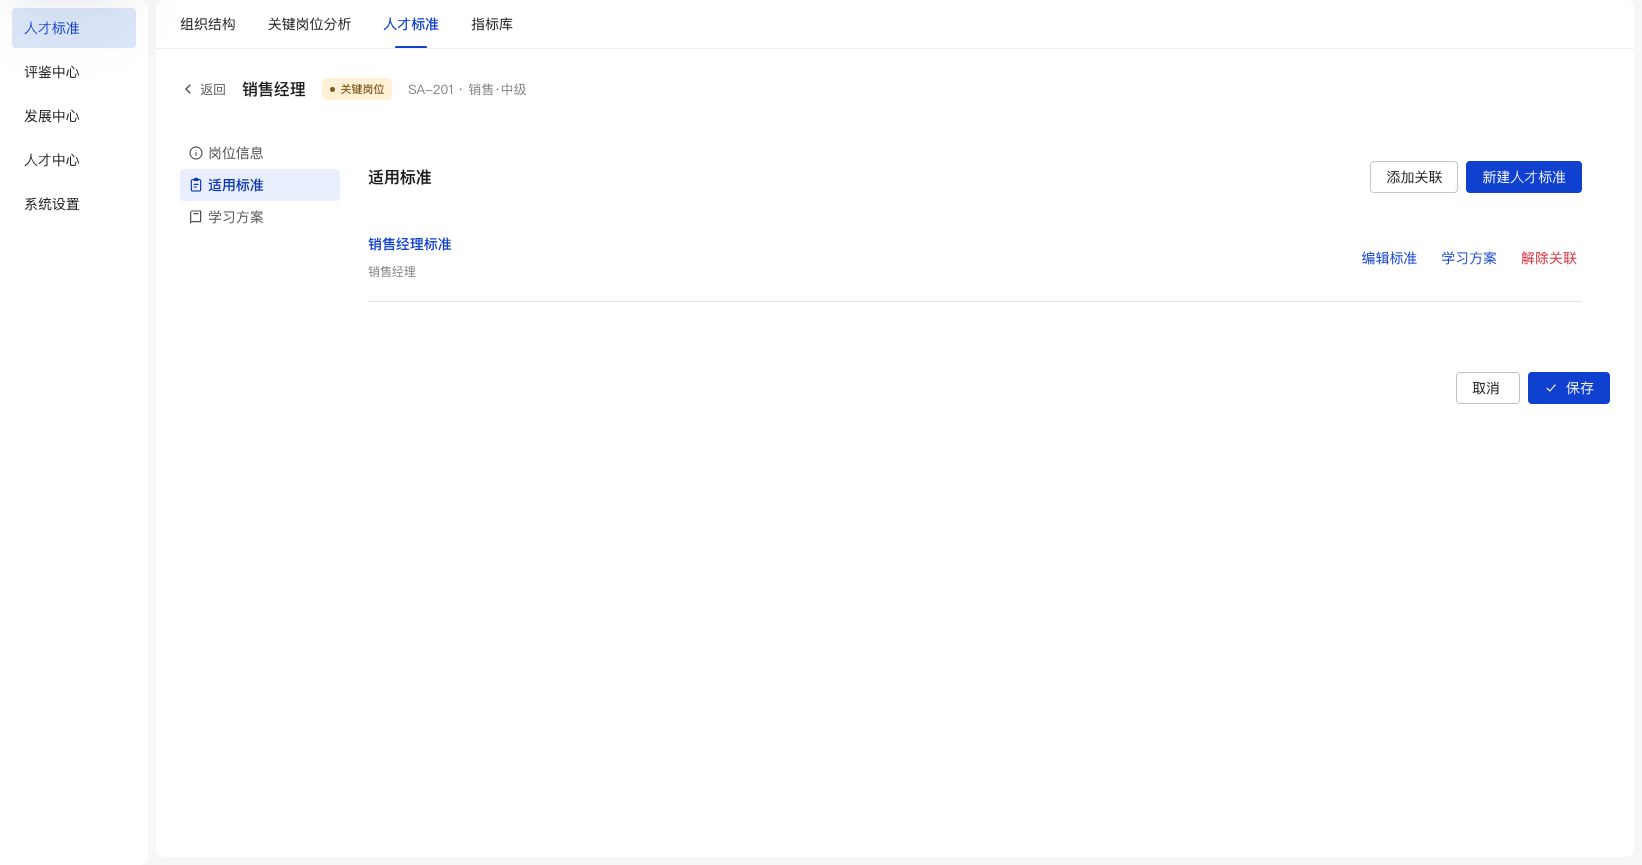 人才标准
评鉴中心
发展中心
人才中心
系统设置
组织结构 关键岗位分析 人才标准 指标库
返回 销售经理 关键岗位 SA-201 · 销售·中级
岗位信息
适用标准
学习方案
适用标准 添加关联 新建人才标准
销售经理标准
销售经理
编辑标准 学习方案 解除关联
取消 保存